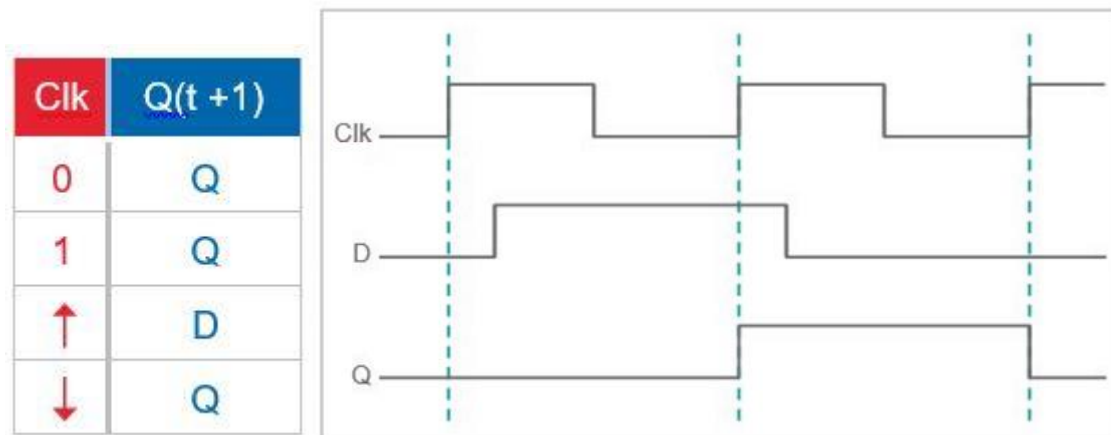 Clk Q(t +1)
0 Q
1 Q
↑ D
↓ Q
Clk
D
Q